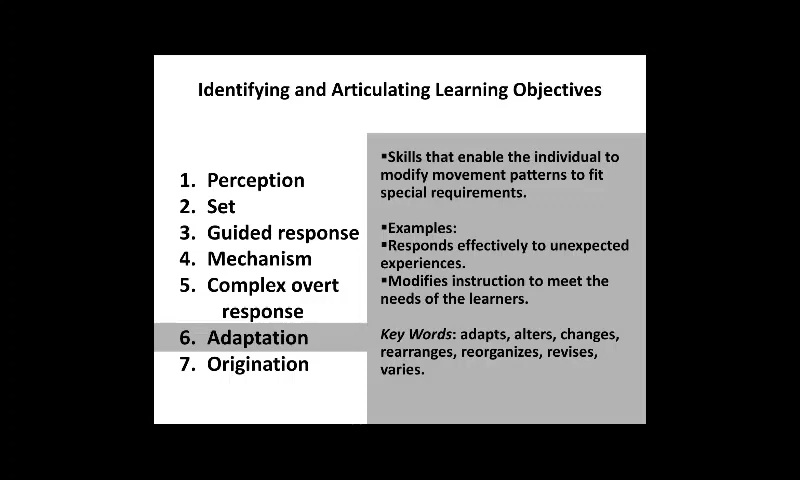 Identifying and Articulating Learning Objectives
1. Perception
2. Set
3. Guided response
4. Mechanism
5. Complex overt
response
6. Adaptation
7. Origination
▪Skills that enable the individual to
modify movement patterns to fit
special requirements.
▪Examples:
▪Responds effectively to unexpected
experiences.
▪Modifies instruction to meet the
needs of the learners.
Key Words: adapts, alters, changes,
rearranges, reorganizes, revises,
varies.